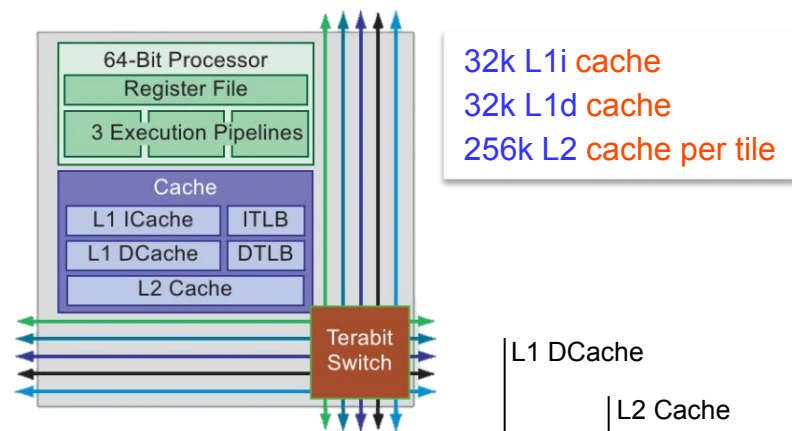 64-Bit Processor
Register File
3 Execution Pipelines
Cache
L1 ICache
ITLB
L1 DCache
DTLB
L2 Cache
Terabit
Switch
32k L1i cache
32k L1d cache
256k L2 cache per tile
L1 DCache
L2 Cache